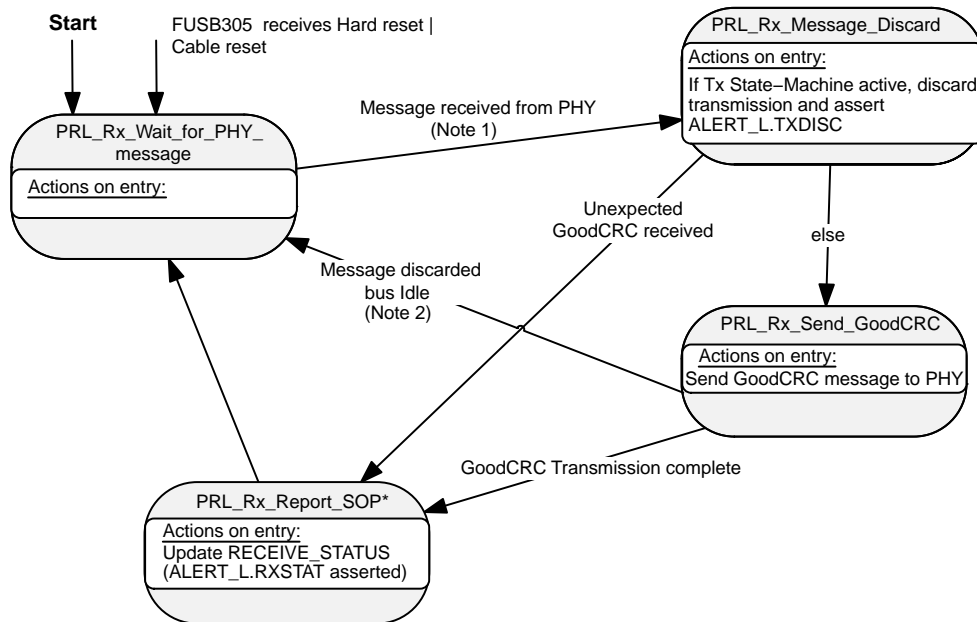 Start
FUSB305 receives Hard reset |
Cable reset
PRL_Rx_Message_Discard
Actions on entry:
If Tx State−Machine active, discard
transmission and assert
ALERT_L.TXDISC
Message received from PHY
(Note 1)
PRL_Rx_Wait_for_PHY_
message
Actions on entry:
Unexpected
GoodCRC received
else
Message discarded
bus Idle
(Note 2)
PRL_Rx_Send_GoodCRC
Actions on entry:
Send GoodCRC message to PHY
GoodCRC Transmission complete
PRL_Rx_Report_SOP*
Actions on entry:
Update RECEIVE_STATUS
(ALERT_L.RXSTAT asserted)